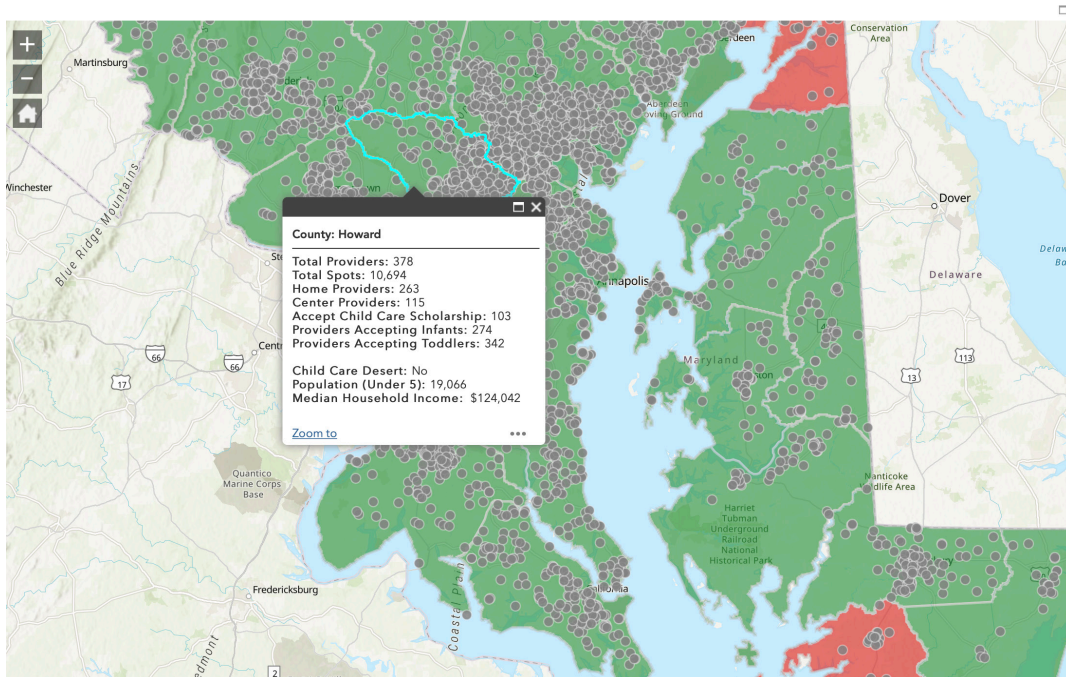 +
−
Martinsburg
Conservation
Area
Aberdeen
Proving Ground
Winchester
Blue Ridge Mountains
Dover
Delaware
County: Howard
Total Providers: 378
Total Spots: 10,694
Home Providers: 263
Center Providers: 115
Accept Child Care Scholarship: 103
Providers Accepting Infants: 274
Providers Accepting Toddlers: 342
Child Care Desert: No
Population (Under 5): 19,066
Median Household Income: $124,042
Zoom to
•••
Annapolis
Maryland
66
66
17
113
13
Quantico
Marine Corps
Base
Nanticoke
Wildlife Area
Harriet
Tubman
Underground
Railroad
National
Historical Park
Fredericksburg
Coastal Plain
2